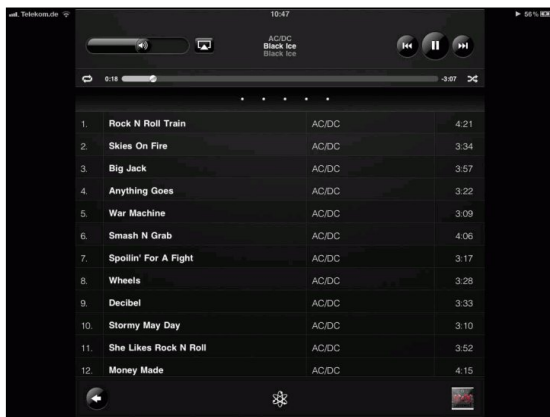 Telekom.de 10:47 56%
AC/DC
Black Ice
Black Ice
0:18 -3:07
1. Rock N Roll Train AC/DC 4:21
2. Skies On Fire AC/DC 3:34
3. Big Jack AC/DC 3:57
4. Anything Goes AC/DC 3:22
5. War Machine AC/DC 3:09
6. Smash N Grab AC/DC 4:06
7. Spoilin' For A Fight AC/DC 3:17
8. Wheels AC/DC 3:28
9. Decibel AC/DC 3:33
10. Stormy May Day AC/DC 3:10
11. She Likes Rock N Roll AC/DC 3:52
12. Money Made AC/DC 4:15